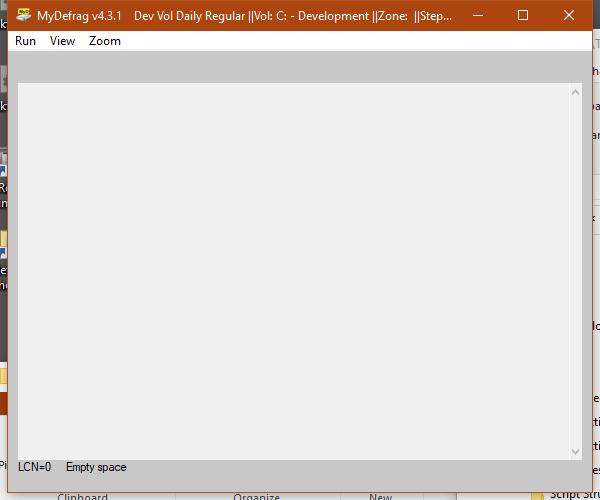 MyDefrag v4.3.1 Dev Vol Daily Regular ||Vol: C: - Development ||Zone: ||Step...
Run View Zoom
LCN=0 Empty space
Clipboard Organize New
Script Stru